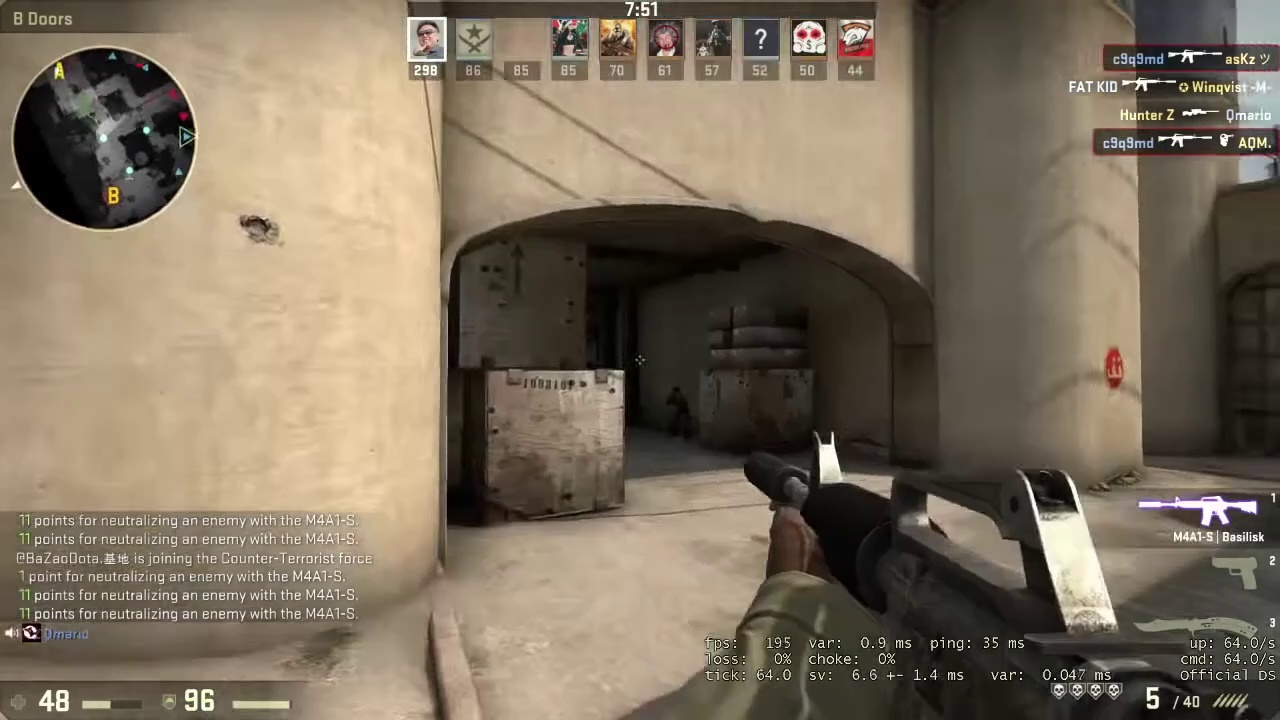 B Doors
7:51
298 86 85 85 70 61 57 52 50 44
?
A
B
c9q9md asKz ツ
FAT KID ✪ Winqvist -M-
Hunter Z Qmario
c9q9md AQM.
1
M4A1-S | Basilisk
2
3
11 points for neutralizing an enemy with the M4A1-S.
11 points for neutralizing an enemy with the M4A1-S.
@BaZaoDota.基地 is joining the Counter-Terrorist force
1 point for neutralizing an enemy with the M4A1-S.
11 points for neutralizing an enemy with the M4A1-S.
11 points for neutralizing an enemy with the M4A1-S.
Qmario
fps: 195 var: 0.9 ms ping: 35 ms up: 64.0/s
loss: 0% choke: 0% cmd: 64.0/s
tick: 64.0 sv: 6.6 +- 1.4 ms var: 0.047 ms Official DS
48 96
5 / 40